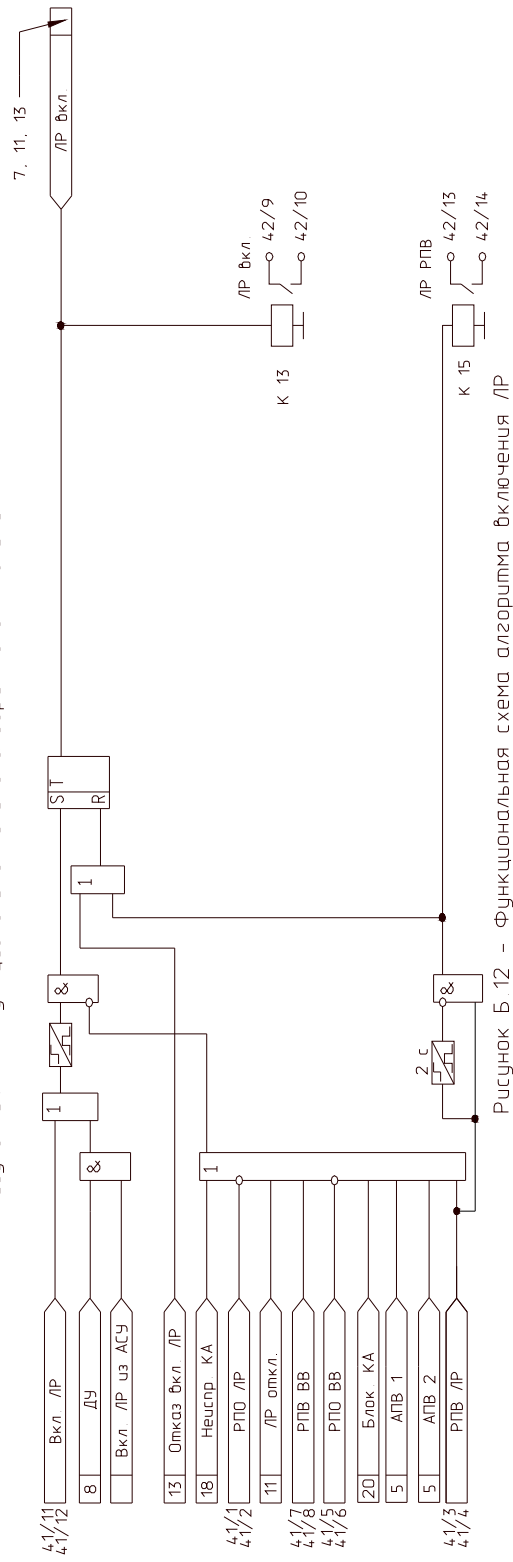 7. 11. 13
ЛР вкл.
ЛР вкл.
42/9
42/10
К 13
ЛР РПВ
42/13
42/14
К 15
S T
R
1
&
1
&
2 с
&
1
41/11
41/12
Вкл. ЛР
8 ДУ
Вкл. ЛР из АСУ
13 Отказ вкл. ЛР
18 Неиспр КА
41/1
41/2
РПО ЛР
11 ЛР откл.
41/7
41/8
РПВ ВВ
41/5
41/6
РПО ВВ
20 Блок КА
5 АПВ 1
5 АПВ 2
41/3
41/4
РПВ ЛР
Рисунок Б.12 - Функциональная схема алгоритма включения ЛР